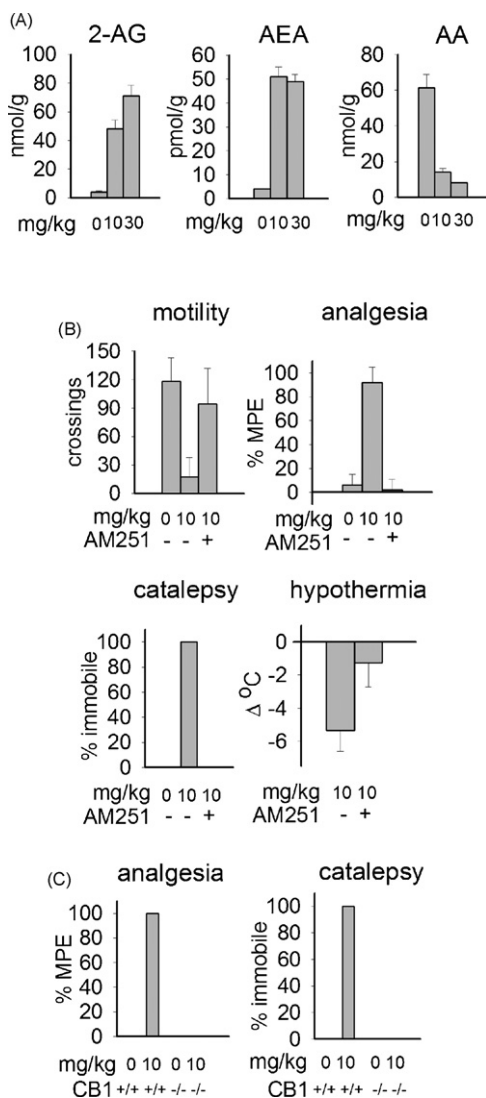 (A)
2-AG AEA AA
nmol/g pmol/g nmol/g
100 80 60 40 20 0
60 50 40 30 20 10 0
80 60 40 20 0
mg/kg 0 10 30 0 10 30 0 10 30
(B)
motility analgesia
crossings % MPE
150 120 90 60 30 0
100 80 60 40 20 0
mg/kg 0 10 10 mg/kg 0 10 10
AM251 - - + AM251 - - +
catalepsy hypothermia
% immobile Δ °C
100 80 60 40 20 0
0 -2 -4 -6
mg/kg 0 10 10 mg/kg 10 10
AM251 - - + AM251 - +
(C)
analgesia catalepsy
% MPE % immobile
100 80 60 40 20 0
100 80 60 40 20 0
mg/kg 0 10 0 10 mg/kg 0 10 0 10
CB1 +/+ +/+ -/- -/- CB1 +/+ +/+ -/- -/-